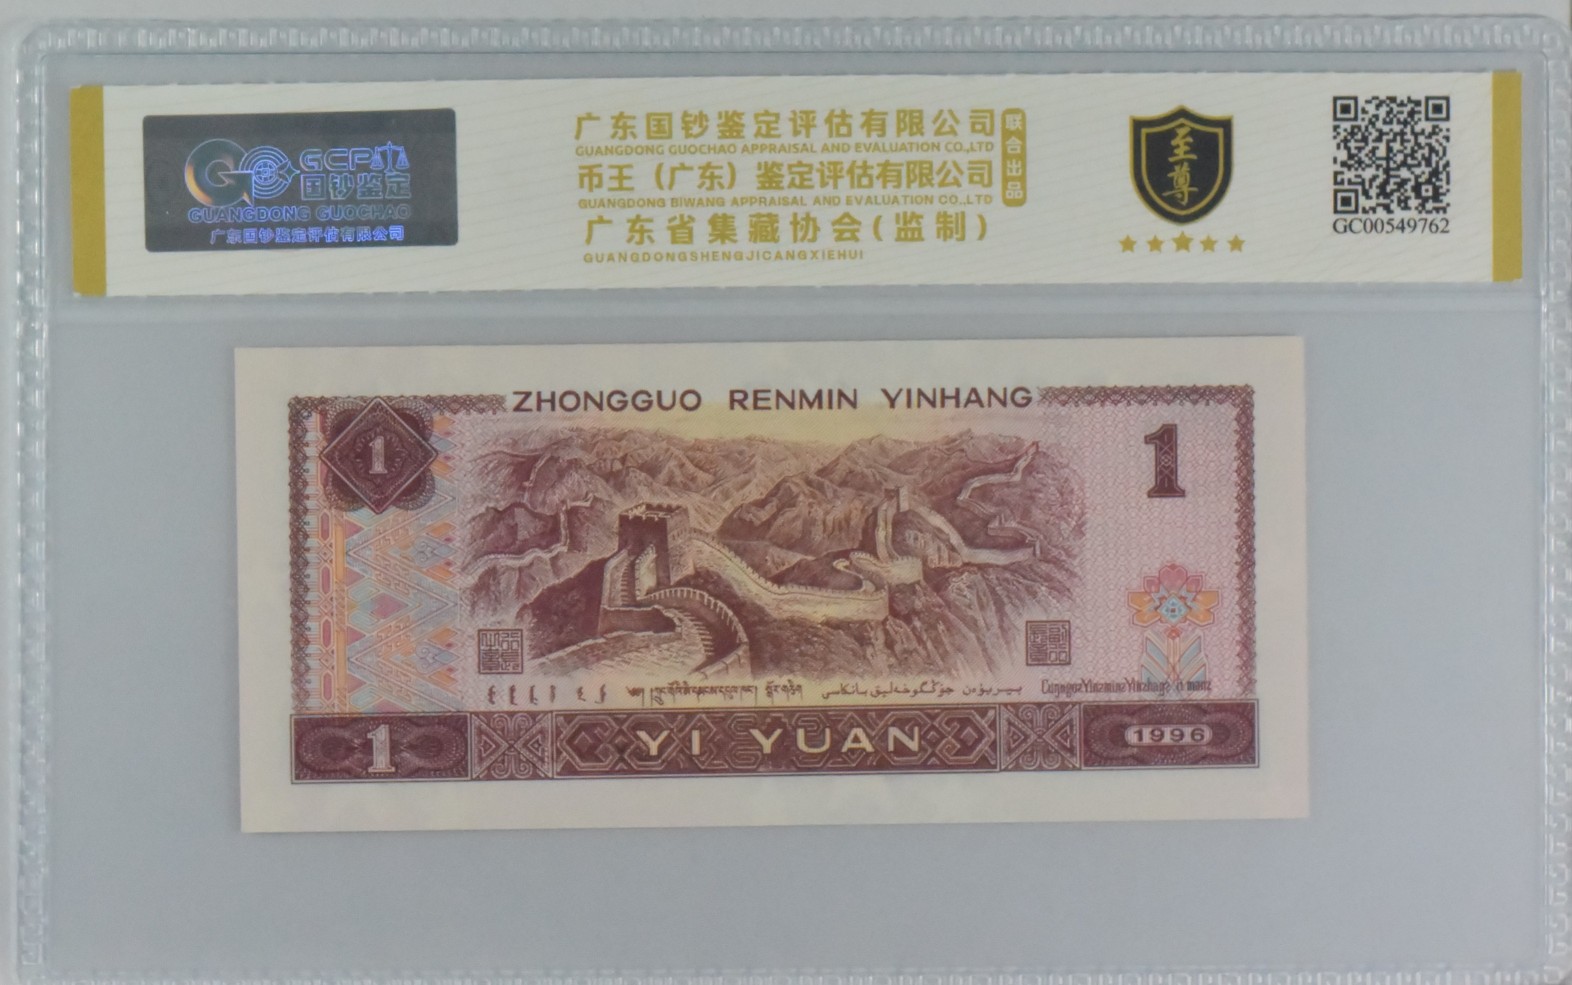 GCP
国钞鉴定
GUANGDONG GUOCHAO
广东国钞鉴定评估有限公司
广东国钞鉴定评估有限公司
GUANGDONG GUOCHAO APPRAISAL AND EVALUATION CO.,LTD
币王（广东）鉴定评估有限公司
GUANGDONG BIWANG APPRAISAL AND EVALUATION CO.,LTD
联合出品
广东省集藏协会(监制)
GUANGDONGSHENGJICANGXIEHUI
至尊
GC00549762
ZHONGGUO RENMIN YINHANG
1
1
1
YI YUAN
1996